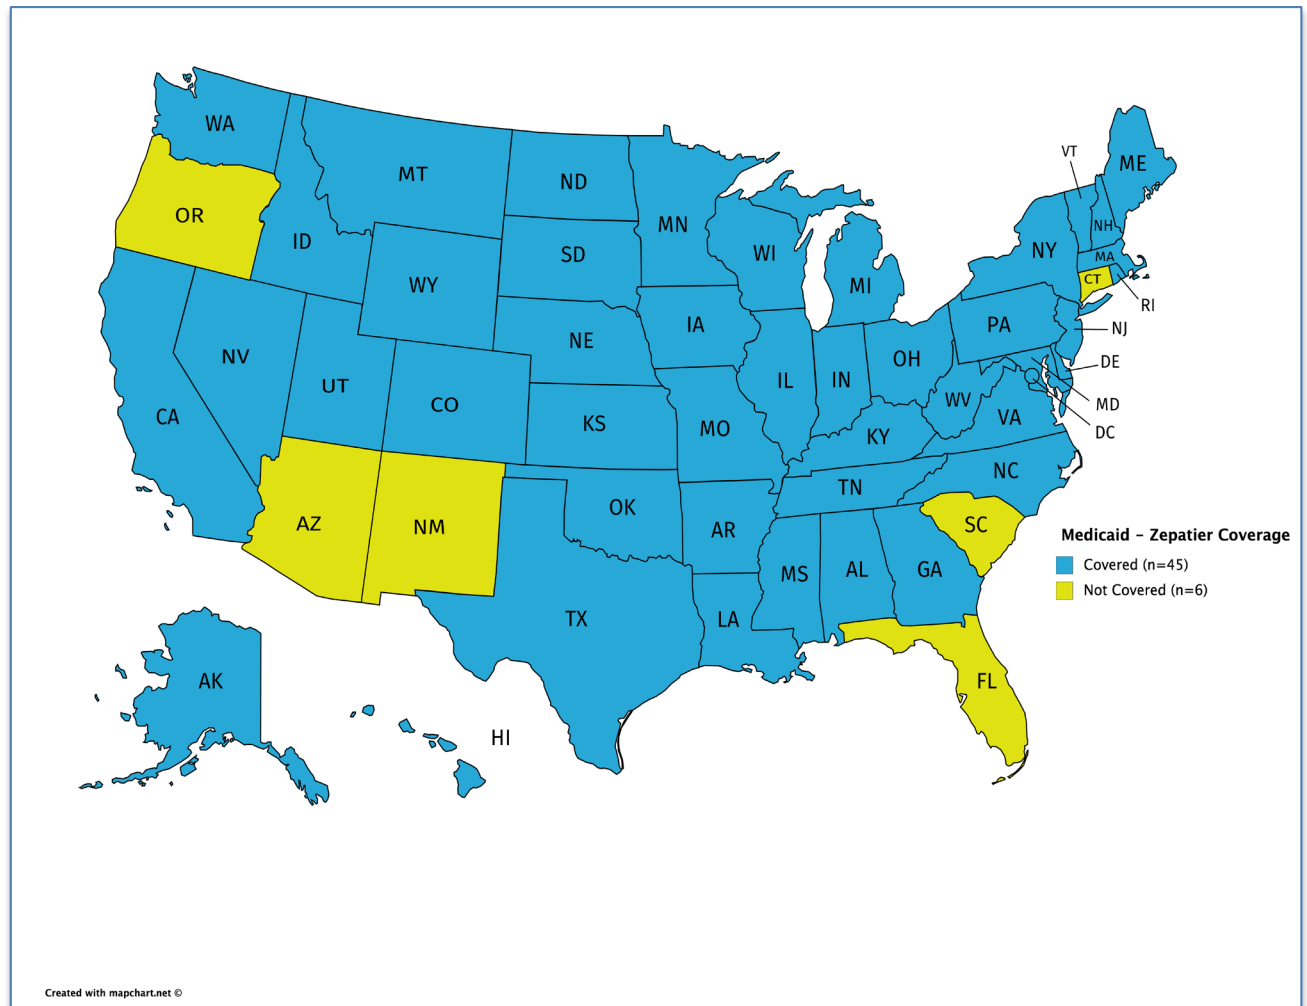 WA
VT
ME
MT
ND
OR
MN
NH
ID
SD
WI
NY
MA
WY
MI
CT
RI
IA
PA
NJ
NE
NV
OH
DE
UT
IL
IN
CO
WV
MD
CA
KS
MO
VA
DC
KY
NC
TN
OK
AZ
NM
AR
SC
Medicaid – Zepatier Coverage
Covered (n=45)
Not Covered (n=6)
MS
AL
GA
TX
LA
AK
FL
HI
Created with mapchart.net ©